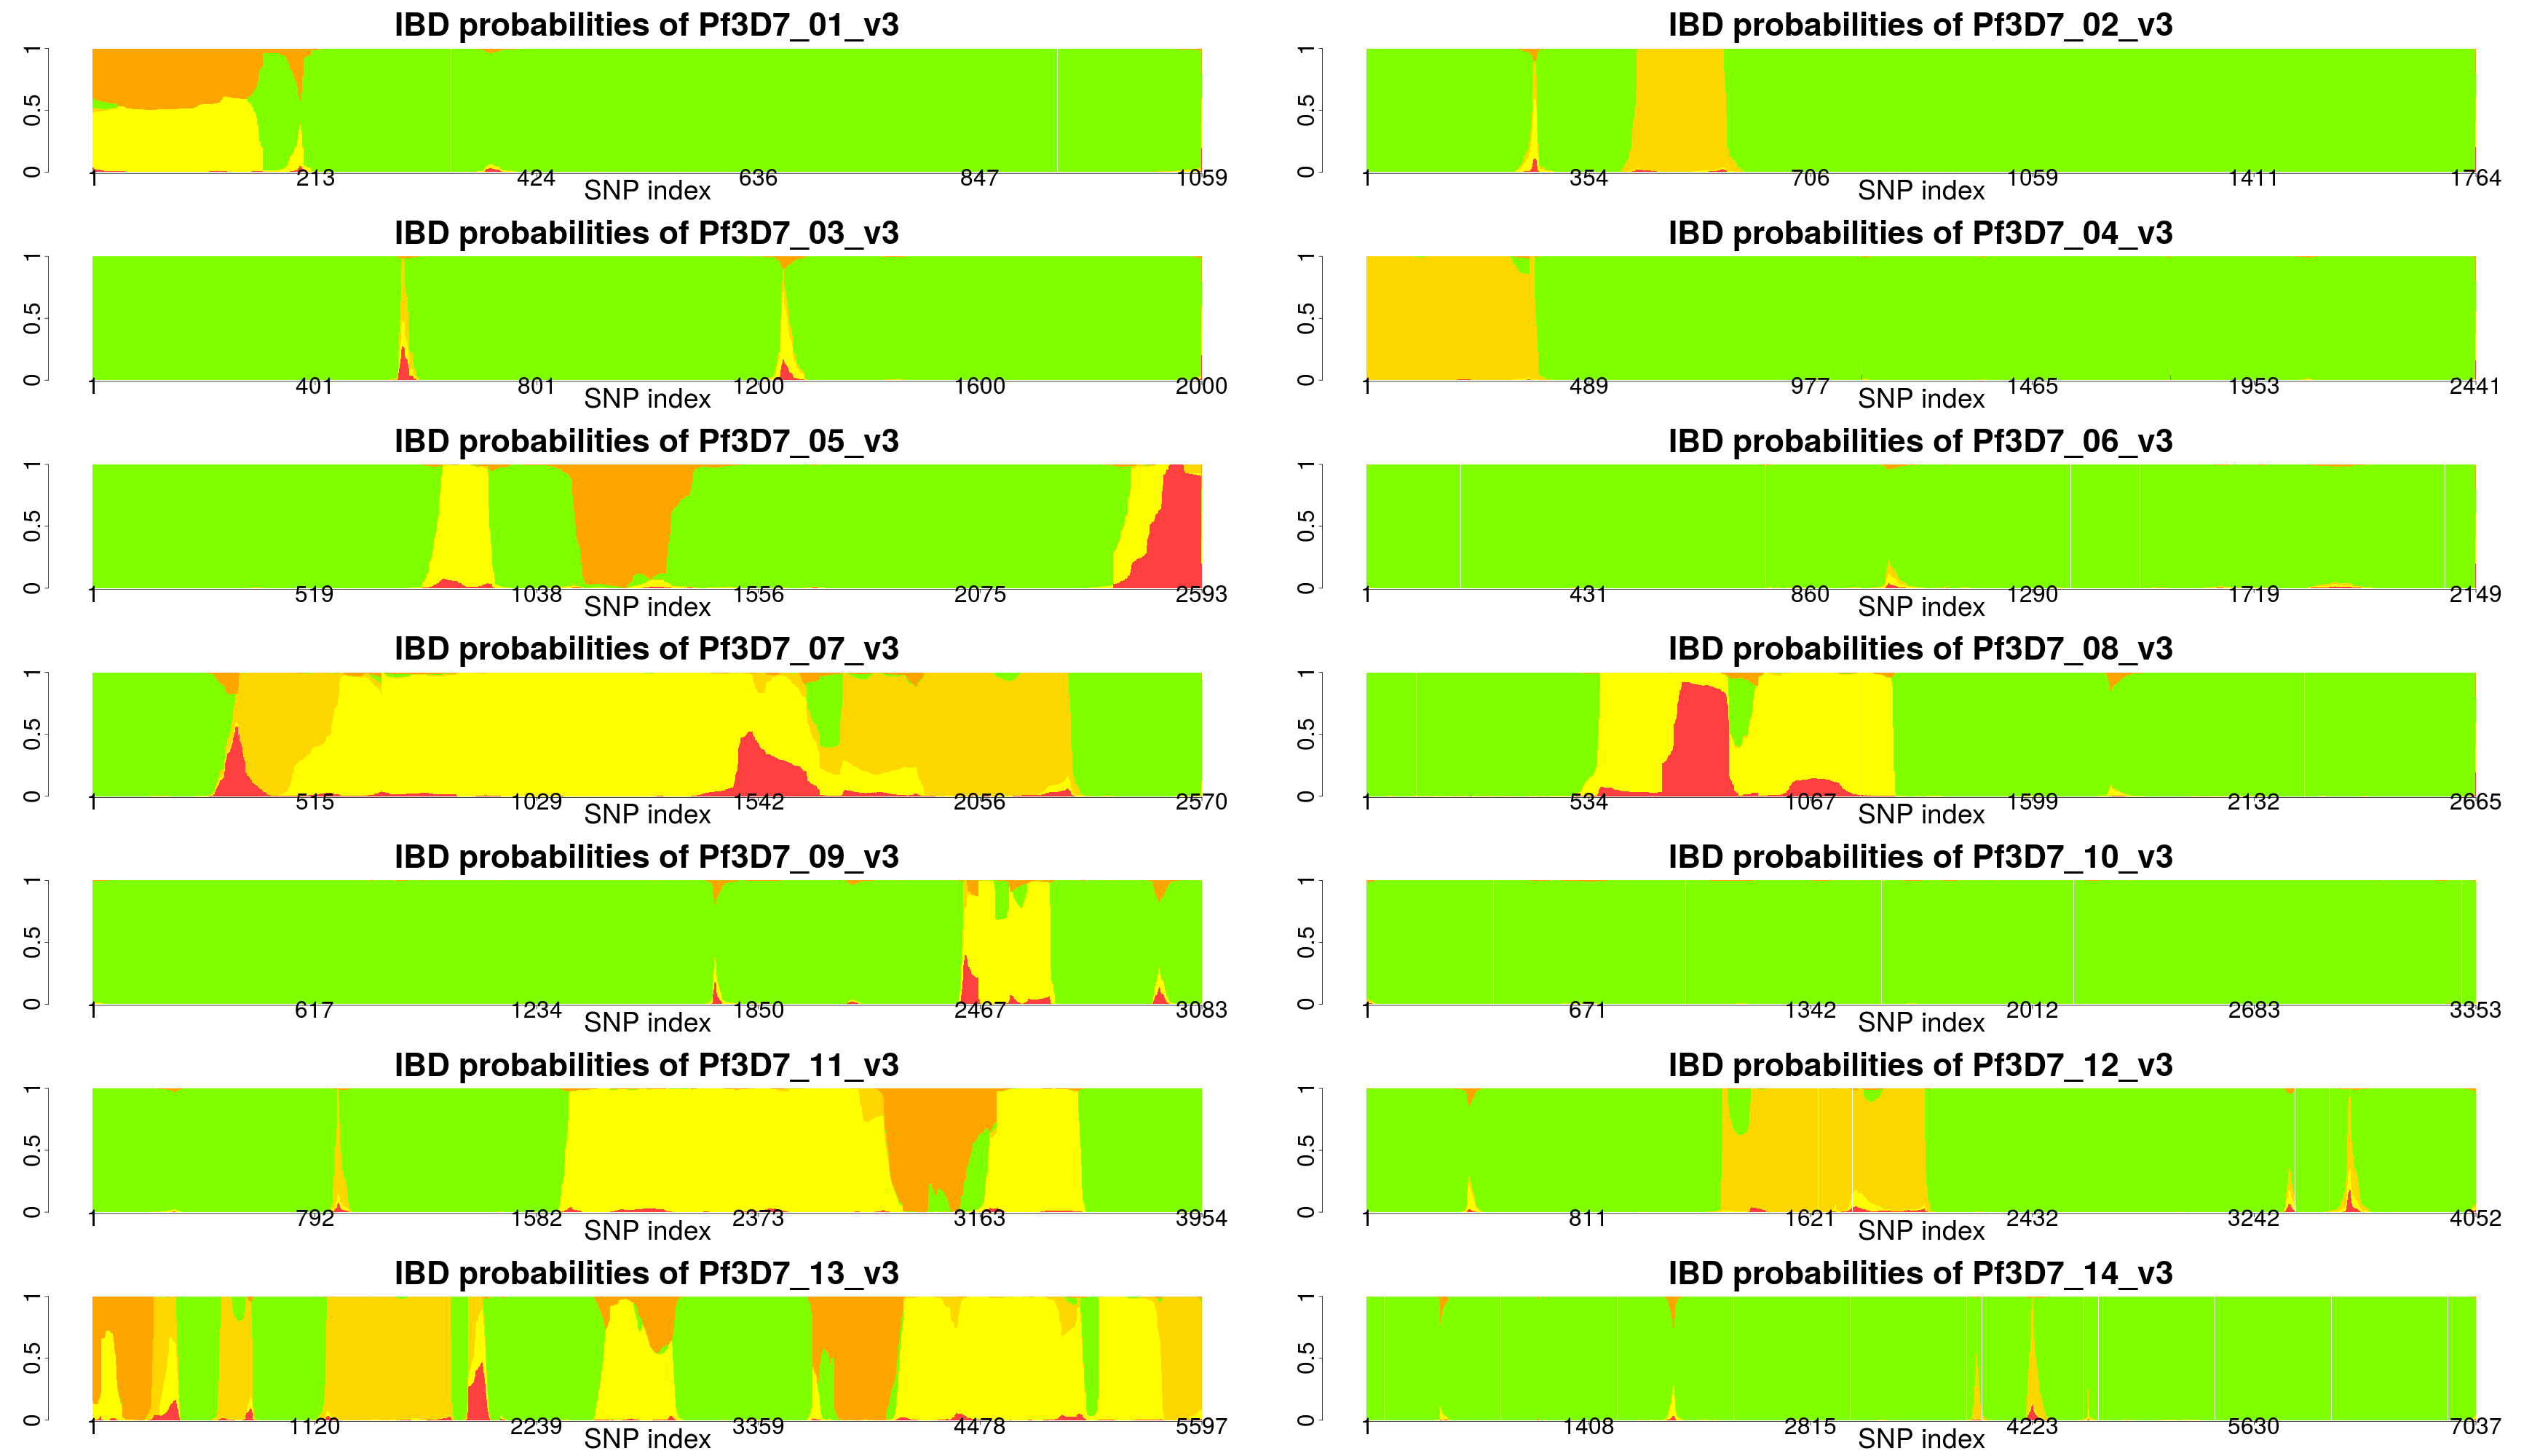 IBD probabilities of Pf3D7_01_v3
0 0.5 1
1 213 424 636 847 1059
SNP index
IBD probabilities of Pf3D7_02_v3
0 0.5 1
1 354 706 1059 1411 1764
SNP index
IBD probabilities of Pf3D7_03_v3
0 0.5 1
1 401 801 1200 1600 2000
SNP index
IBD probabilities of Pf3D7_04_v3
0 0.5 1
1 489 977 1465 1953 2441
SNP index
IBD probabilities of Pf3D7_05_v3
0 0.5 1
1 519 1038 1556 2075 2593
SNP index
IBD probabilities of Pf3D7_06_v3
0 0.5 1
1 431 860 1290 1719 2149
SNP index
IBD probabilities of Pf3D7_07_v3
0 0.5 1
1 515 1029 1542 2056 2570
SNP index
IBD probabilities of Pf3D7_08_v3
0 0.5 1
1 534 1067 1599 2132 2665
SNP index
IBD probabilities of Pf3D7_09_v3
0 0.5 1
1 617 1234 1850 2467 3083
SNP index
IBD probabilities of Pf3D7_10_v3
0 0.5 1
1 671 1342 2012 2683 3353
SNP index
IBD probabilities of Pf3D7_11_v3
0 0.5 1
1 792 1582 2373 3163 3954
SNP index
IBD probabilities of Pf3D7_12_v3
0 0.5 1
1 811 1621 2432 3242 4052
SNP index
IBD probabilities of Pf3D7_13_v3
0 0.5 1
1 1120 2239 3359 4478 5597
SNP index
IBD probabilities of Pf3D7_14_v3
0 0.5 1
1 1408 2815 4223 5630 7037
SNP index